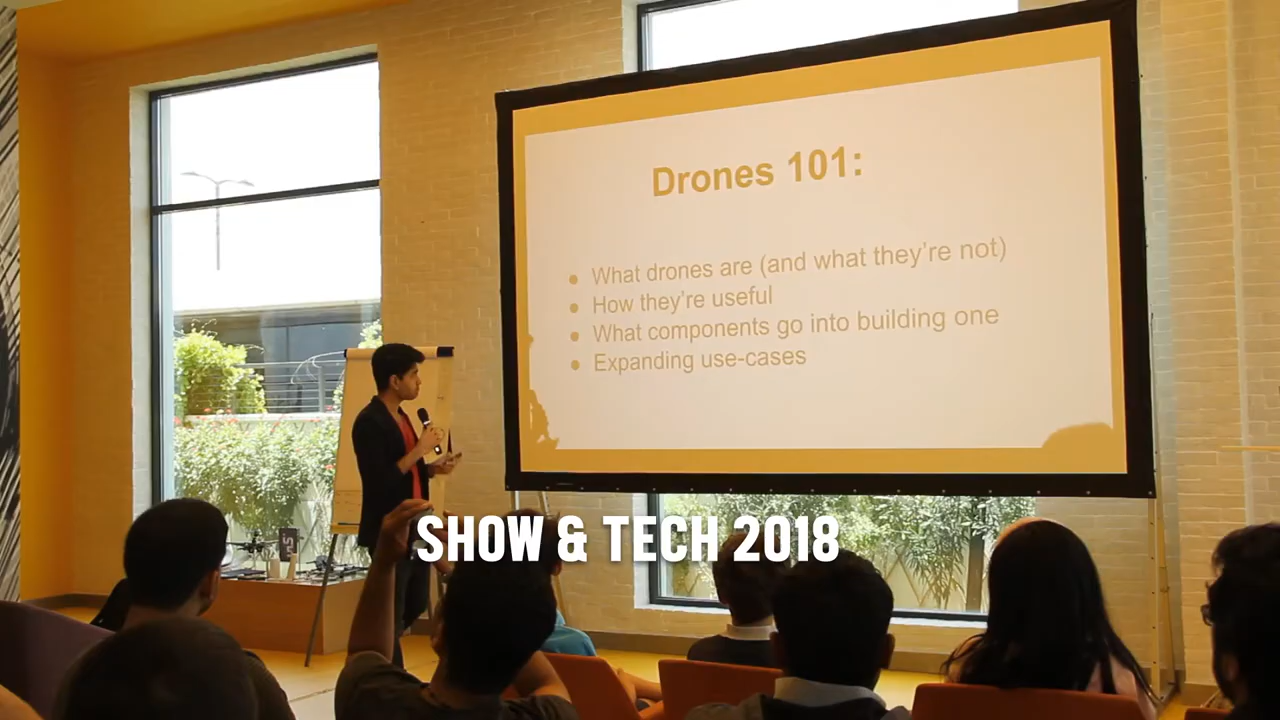 Drones 101:
● What drones are (and what they're not)
● How they're useful
● What components go into building one
● Expanding use-cases
SHOW & TECH 2018